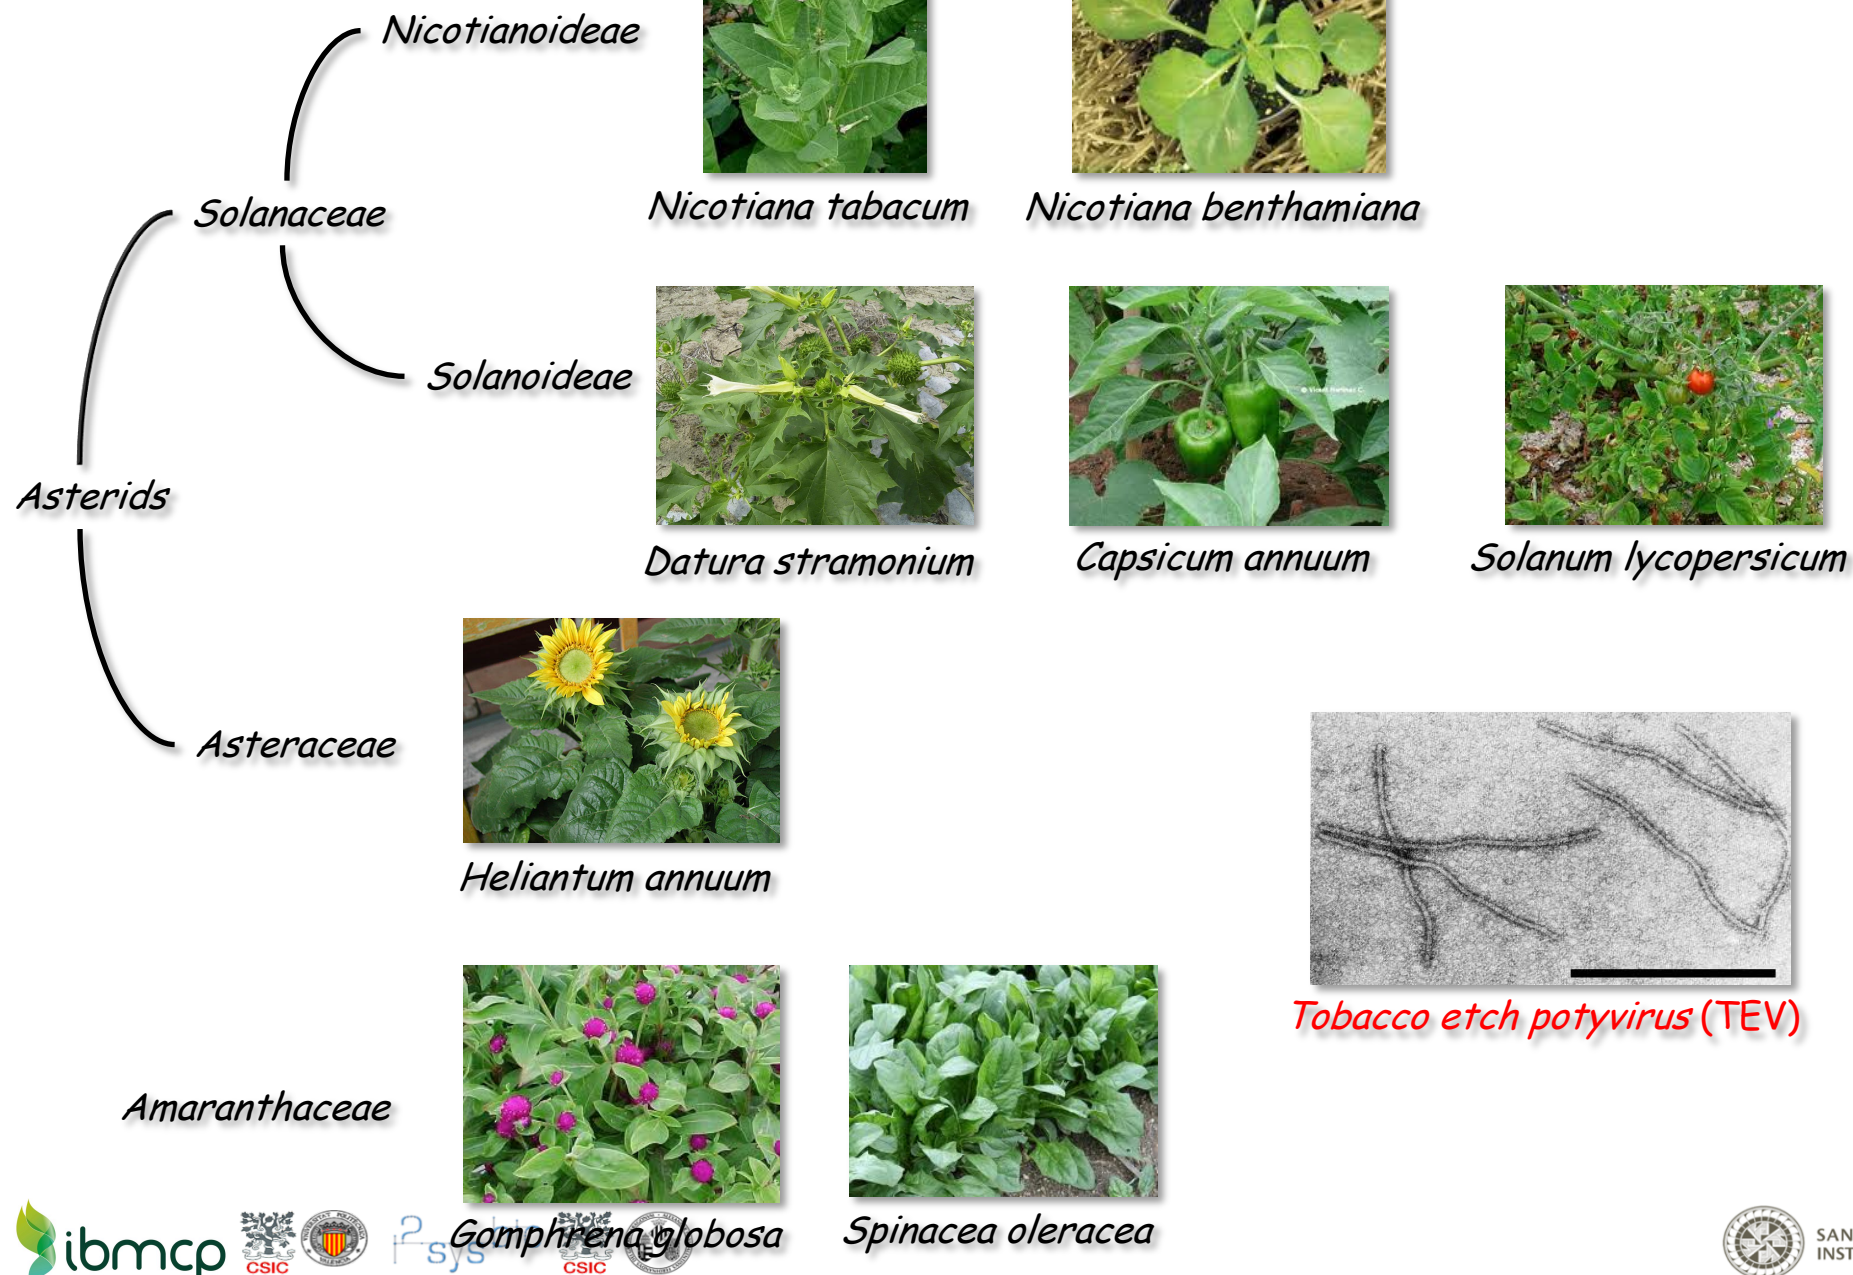 Nicotianoideae
Nicotiana tabacum
Nicotiana benthamiana
Solanaceae
Solanoideae
Datura stramonium
Capsicum annuum
Solanum lycopersicum
Asterids
Asteraceae
Heliantum annuum
Tobacco etch potyvirus (TEV)
Amaranthaceae
Gomphrena globosa
Spinacea oleracea
ibmcp
CSIC
sys
CSIC
SAN
INST